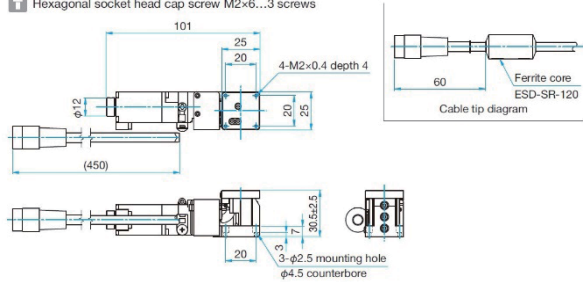 Hexagonal socket head cap screw M2×6…3 screws
101
25
20
4-M2×0.4 depth 4
φ12
20
25
(450)
60
Ferrite core
ESD-SR-120
Cable tip diagram
30.5±2.5
7
3
20
3-φ2.5 mounting hole
φ4.5 counterbore